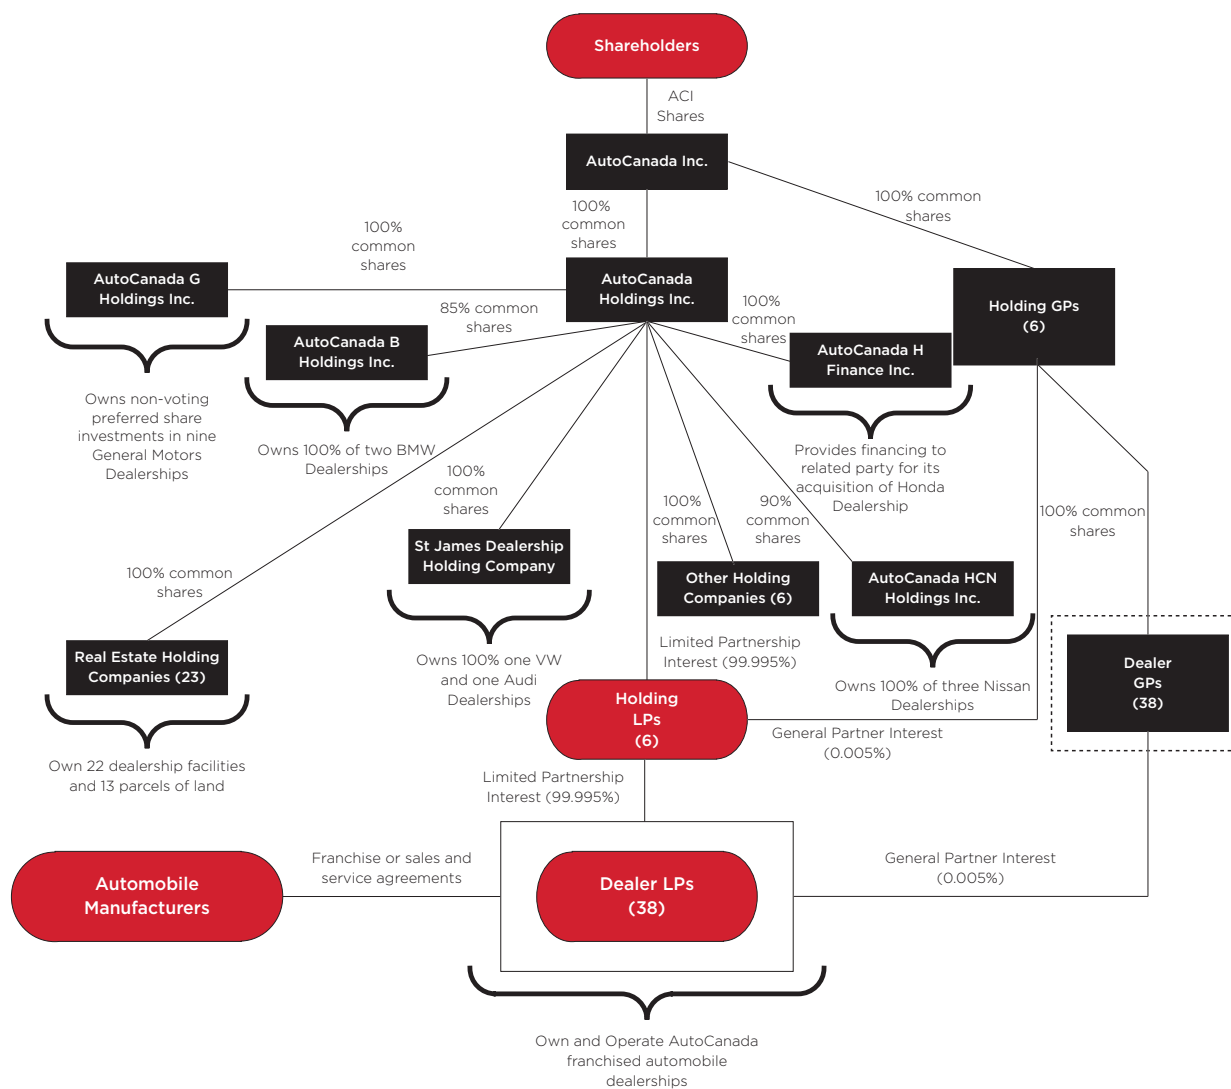 Shareholders
ACI
Shares
AutoCanada Inc.
100% common
shares
100%
common
shares
100%
common
shares
AutoCanada G
Holdings Inc.
AutoCanada
Holdings Inc.
Holding GPs
(6)
85% common
shares
100%
common
shares
AutoCanada B
Holdings Inc.
AutoCanada H
Finance Inc.
Owns non-voting
preferred share
investments in nine
General Motors
Dealerships
Owns 100% of two BMW
Dealerships
Provides financing to
related party for its
acquisition of Honda
Dealership
100%
common
shares
100%
common
shares
90%
common
shares
100% common
shares
St James Dealership
Holding Company
100% common
shares
Other Holding
Companies (6)
AutoCanada HCN
Holdings Inc.
Real Estate Holding
Companies (23)
Owns 100% one VW
and one Audi
Dealerships
Limited Partnership
Interest (99.995%)
Dealer
GPs
(38)
Owns 100% of three Nissan
Dealerships
Holding
LPs
(6)
General Partner Interest
(0.005%)
Own 22 dealership facilities
and 13 parcels of land
Limited Partnership
Interest (99.995%)
Franchise or sales and
service agreements
General Partner Interest
(0.005%)
Automobile
Manufacturers
Dealer LPs
(38)
Own and Operate AutoCanada
franchised automobile
dealerships